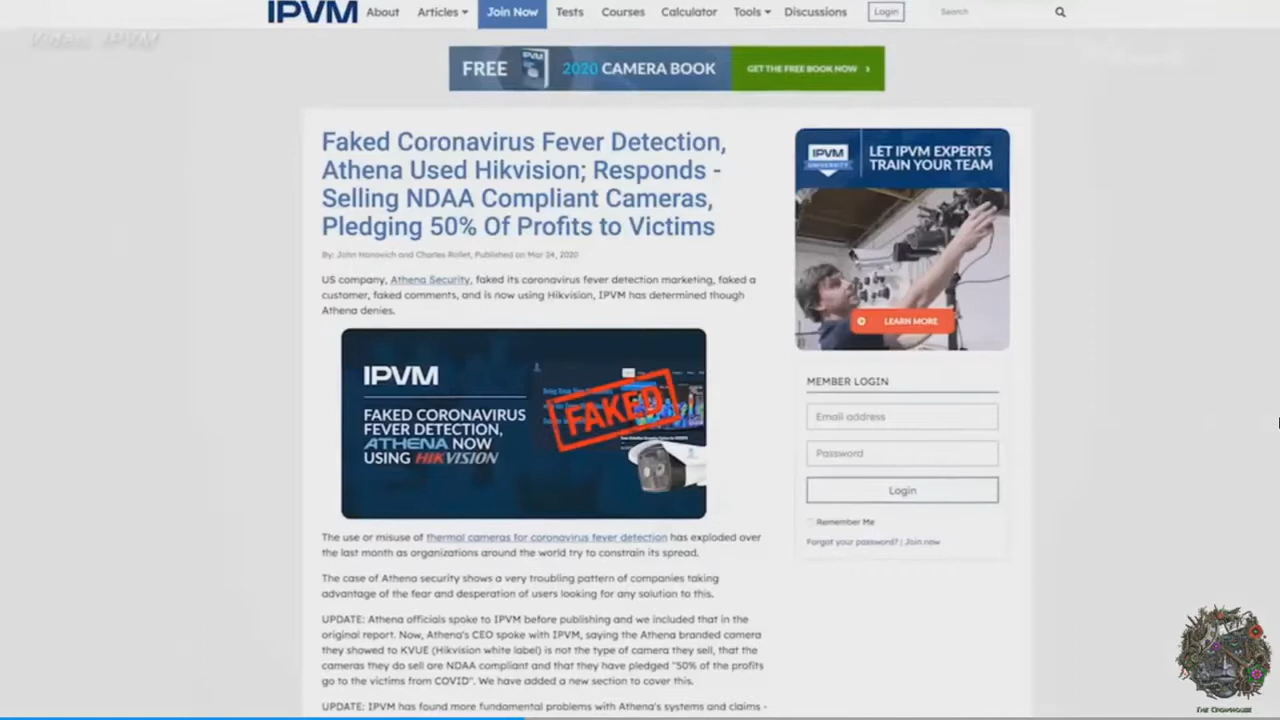 IPVM About Articles Join Now Tests Courses Calculator Tools Discussions Login Search
Video: IPVM
FREE 2020 CAMERA BOOK GET THE FREE BOOK NOW
Faked Coronavirus Fever Detection,
Athena Used Hikvision; Responds -
Selling NDAA Compliant Cameras,
Pledging 50% Of Profits to Victims
By: John Honovich and Charles Rollet, Published on Mar 24, 2020
US company, Athena Security, faked its coronavirus fever detection marketing, faked a
customer, faked comments, and is now using Hikvision, IPVM has determined though
Athena denies.
IPVM
FAKED CORONAVIRUS
FEVER DETECTION,
ATHENA NOW
USING HIKVISION
FAKED
The use or misuse of thermal cameras for coronavirus fever detection has exploded over
the last month as organizations around the world try to constrain its spread.
The case of Athena security shows a very troubling pattern of companies taking
advantage of the fear and desperation of users looking for any solution to this.
UPDATE: Athena officials spoke to IPVM before publishing and we included that in the
original report. Now, Athena's CEO spoke with IPVM, saying the Athena branded camera
they showed to KVUE (Hikvision white label) is not the type of camera they sell, that the
cameras they do sell are NDAA compliant and that they have pledged "50% of the profits
go to the victims from COVID". We have added a new section to cover this.
UPDATE: IPVM has found more fundamental problems with Athena's systems and claims -
IPVM
UNIVERSITY
LET IPVM EXPERTS
TRAIN YOUR TEAM
LEARN MORE
MEMBER LOGIN
Email address
Password
Login
Remember Me
Forgot your password? | Join now
THE CROWHOUSE